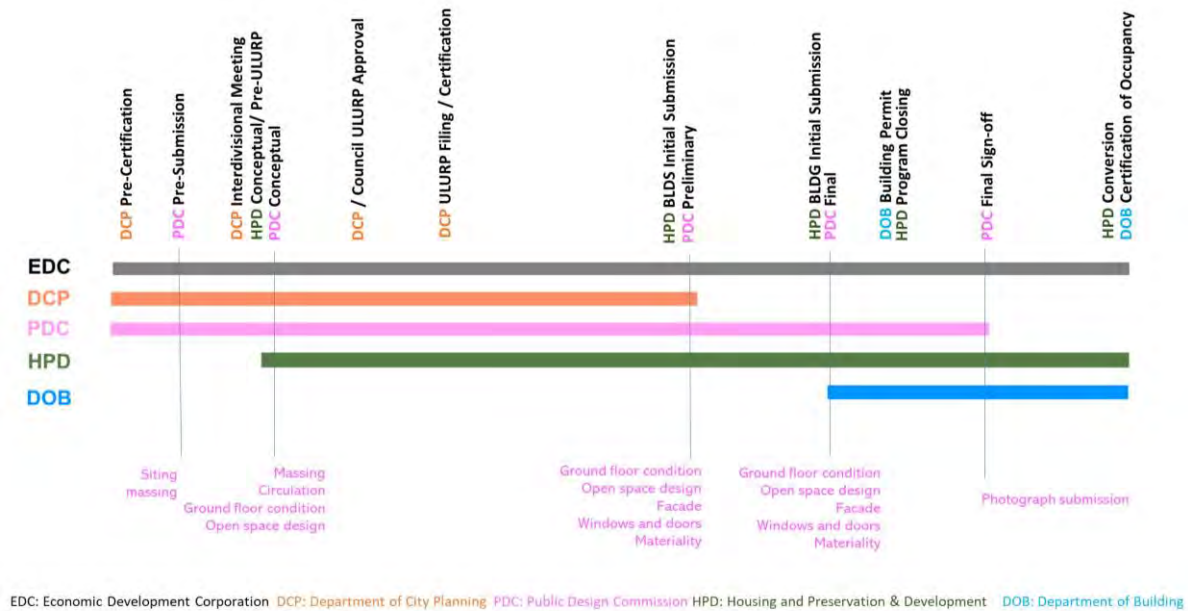 DCP Pre-Certification
PDC Pre-Submission
DCP Interdivisional Meeting
HPD Conceptual/ Pre-ULURP
PDC Conceptual
DCP / Council ULURP Approval
DCP ULURP Filing / Certification
HPD BLDS Initial Submission
PDC Preliminary
HPD BLDG Initial Submission
PDC Final
DOB Building Permit
HPD Program Closing
PDC Final Sign-off
HPD Conversion
DOB Certification of Occupancy
EDC
DCP
PDC
HPD
DOB
Siting
massing
Massing
Circulation
Ground floor condition
Open space design
Ground floor condition
Open space design
Facade
Windows and doors
Materiality
Ground floor condition
Open space design
Facade
Windows and doors
Materiality
Photograph submission
EDC: Economic Development Corporation DCP: Department of City Planning PDC: Public Design Commission HPD: Housing and Preservation & Development DOB: Department of Building